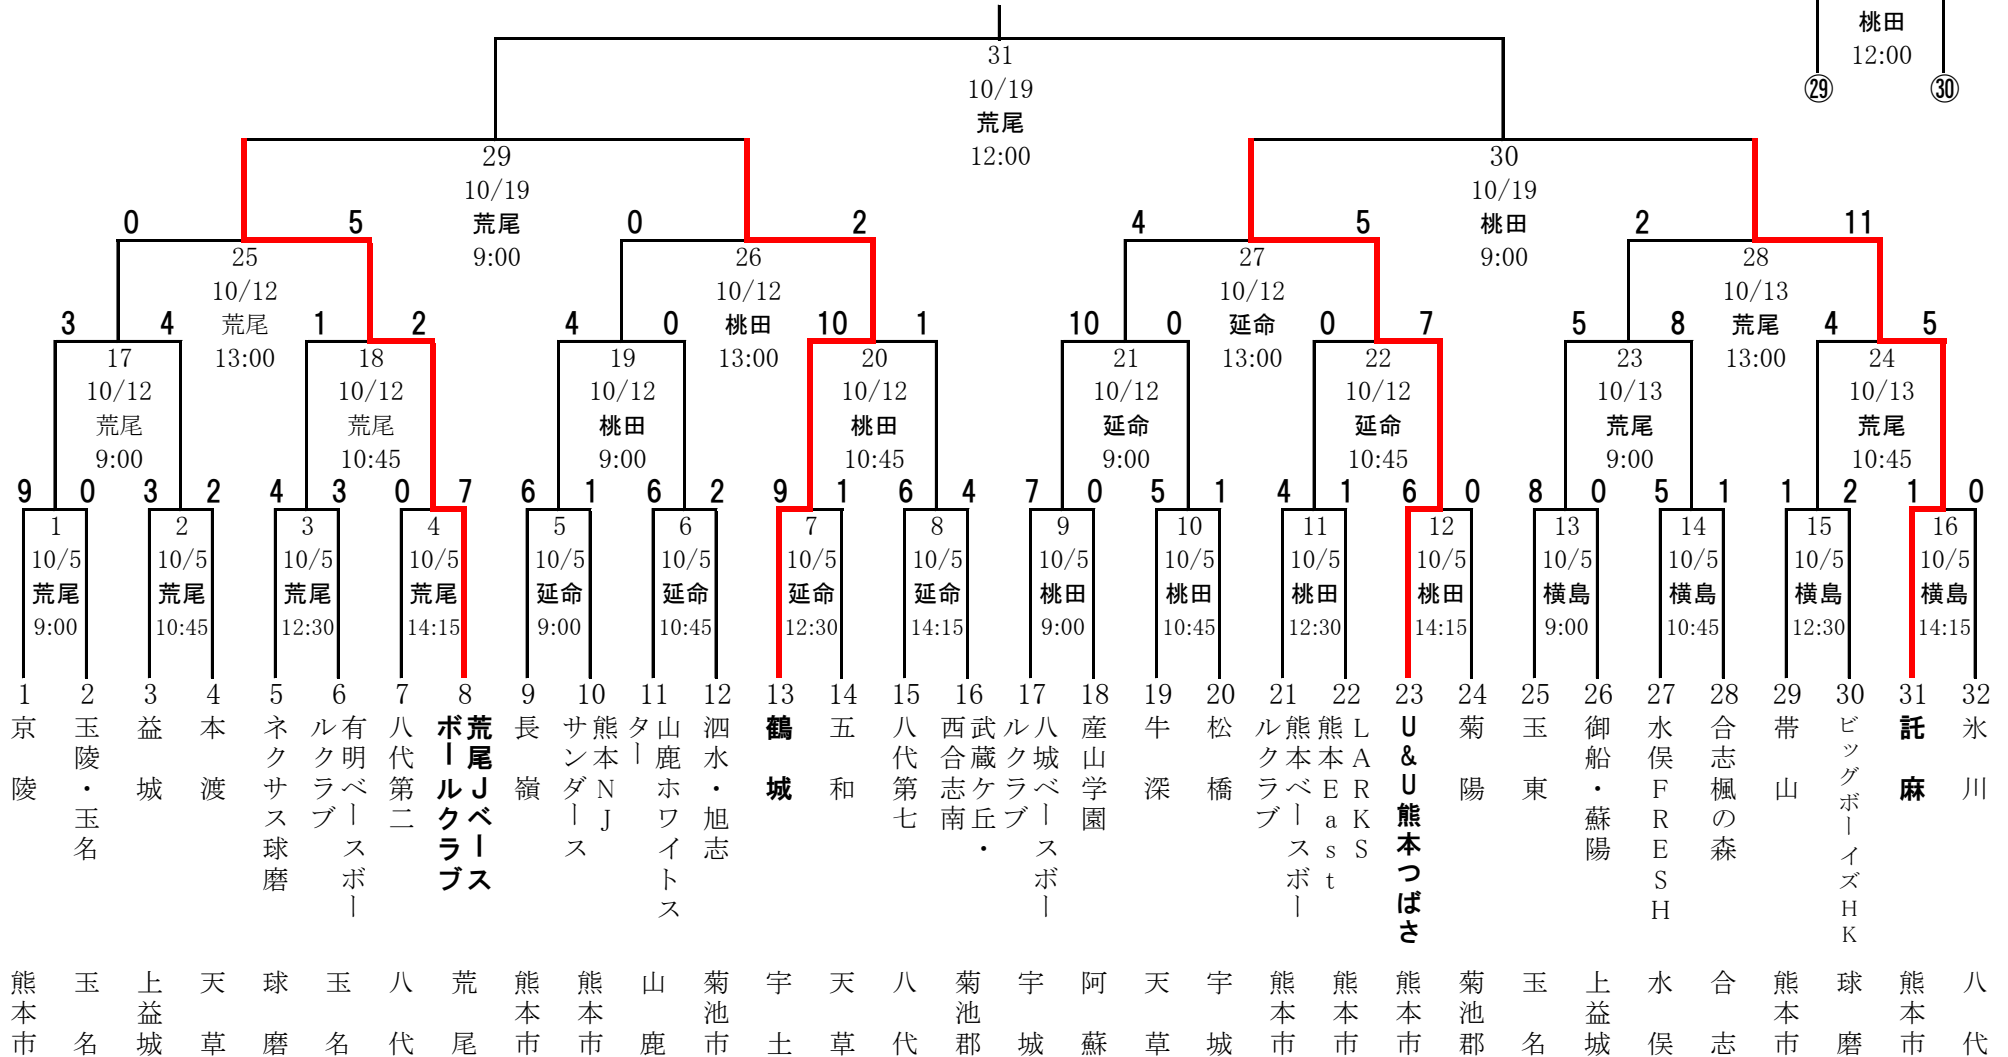 桃田
12:00
㉙ ㉚
31
10/19
荒尾
12:00
29
10/19
荒尾
9:00
30
10/19
桃田
9:00
0 5 0 2 4 5 2 11
25
10/12
荒尾
13:00
26
10/12
桃田
13:00
27
10/12
延命
13:00
28
10/13
荒尾
13:00
3 4 1 2 4 0 10 1 10 0 0 7 5 8 4 5
17
10/12
荒尾
9:00
18
10/12
荒尾
10:45
19
10/12
桃田
9:00
20
10/12
桃田
10:45
21
10/12
延命
9:00
22
10/12
延命
10:45
23
10/13
荒尾
9:00
24
10/13
荒尾
10:45
9 0 3 2 4 3 0 7 6 1 6 2 9 1 6 4 7 0 5 1 4 1 6 0 8 0 5 1 1 2 1 0
1
10/5
荒尾
9:00
2
10/5
荒尾
10:45
3
10/5
荒尾
12:30
4
10/5
荒尾
14:15
5
10/5
延命
9:00
6
10/5
延命
10:45
7
10/5
延命
12:30
8
10/5
延命
14:15
9
10/5
桃田
9:00
10
10/5
桃田
10:45
11
10/5
桃田
12:30
12
10/5
桃田
14:15
13
10/5
横島
9:00
14
10/5
横島
10:45
15
10/5
横島
12:30
16
10/5
横島
14:15
1 2 3 4 5 6 7 8 9 10 11 12 13 14 15 16 17 18 19 20 21 22 23 24 25 26 27 28 29 30 31 32
京陵
玉陵・玉名
益城
本渡
ネクサス球磨
有明ベースボー
ルクラブ
八代第二
荒尾Jベース
ボールクラブ
長嶺
熊本NJ
サンダース
山鹿ホワイトス
ター
泗水・旭志
鶴城
五和
八代第七
武蔵ケ丘・
西合志南
八城ベースボー
ルクラブ
産山学園
牛深
松橋
熊本ベースボー
ルクラブ
LARKS
熊本East
U&U熊本つばさ
菊陽
玉東
御船・蘇陽
水俣FRESH
合志楓の森
帯山
ビッグボーイズHK
託麻
氷川
熊本市
玉名
上益城
天草
球磨
玉名
八代
荒尾
熊本市
熊本市
山鹿
菊池市
宇土
天草
八代
菊池郡
宇城
阿蘇
天草
宇城
熊本市
熊本市
熊本市
菊池郡
玉名
上益城
水俣
合志
熊本市
球磨
熊本市
八代